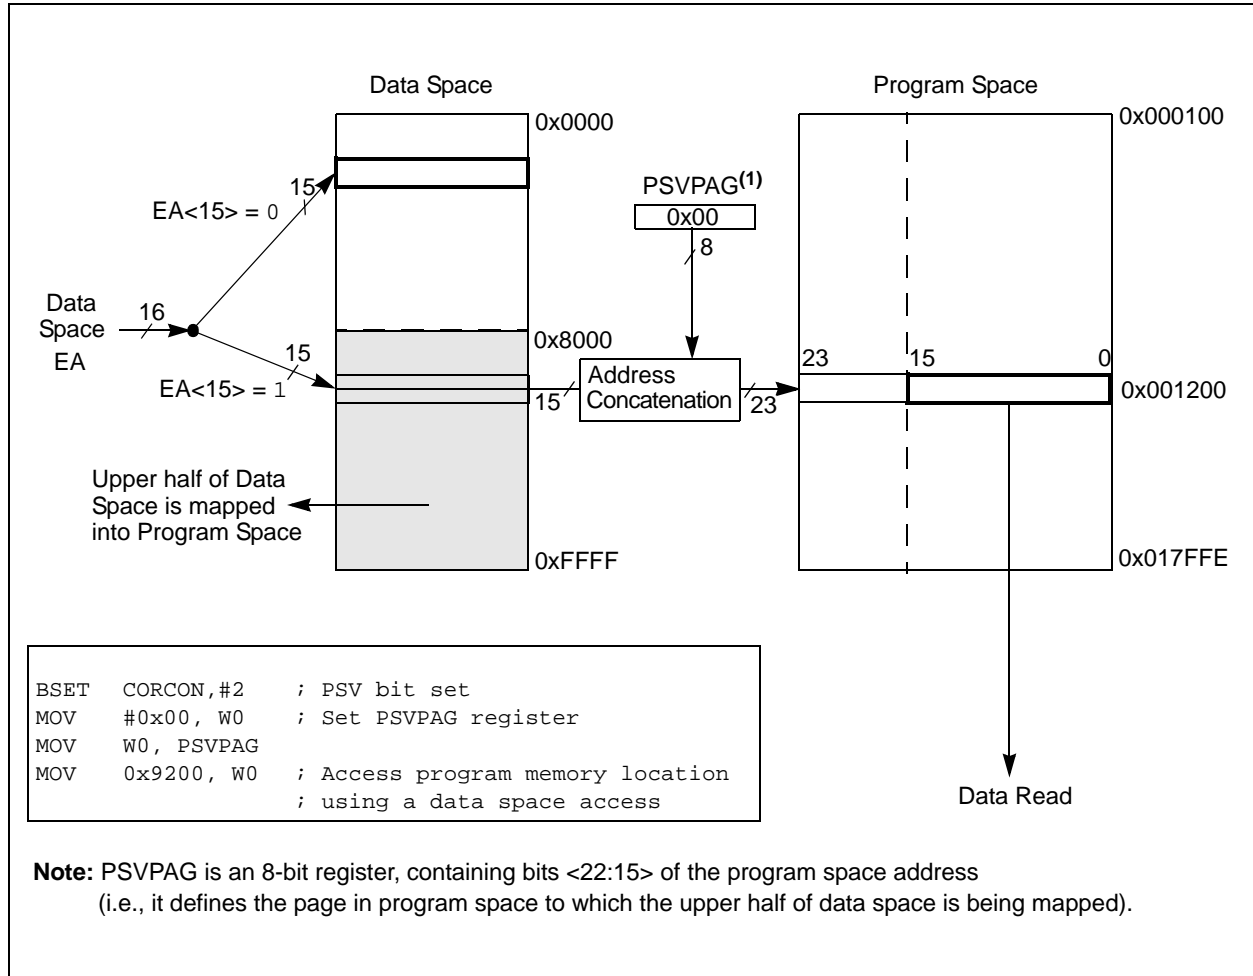 Data Space
Program Space
0x0000
0x000100
PSVPAG(1)
0x00
8
15
EA<15> = 0
Data
Space
EA
16
15
EA<15> = 1
0x8000
15
Address
Concatenation
23
23 15 0
0x001200
Upper half of Data
Space is mapped
into Program Space
0xFFFF
0x017FFE
BSET CORCON,#2 ; PSV bit set
MOV #0x00, W0 ; Set PSVPAG register
MOV W0, PSVPAG
MOV 0x9200, W0 ; Access program memory location
; using a data space access
Data Read
Note: PSVPAG is an 8-bit register, containing bits <22:15> of the program space address
(i.e., it defines the page in program space to which the upper half of data space is being mapped).